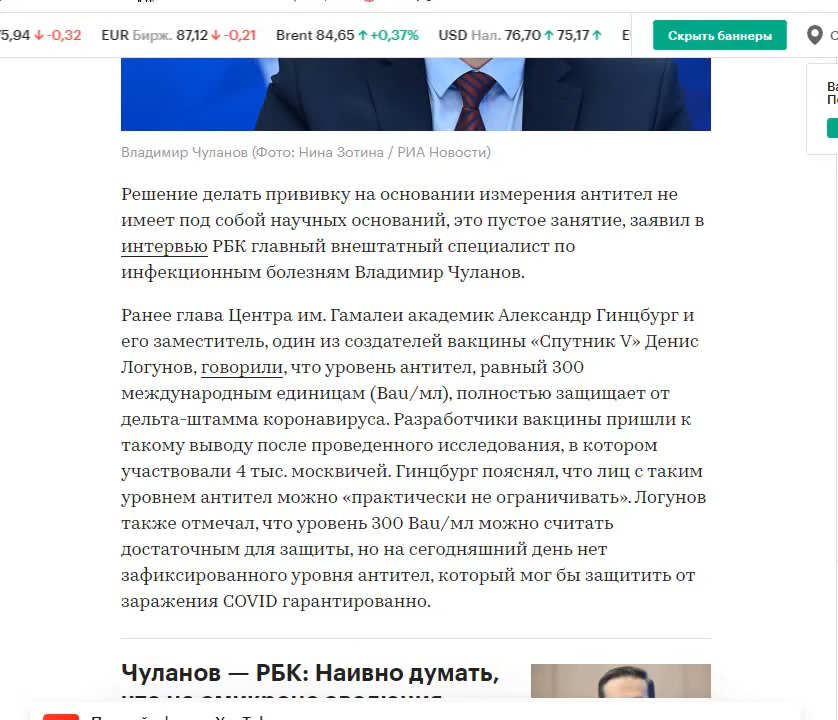 5,94 ↓ -0,32 EUR Бирж. 87,12 ↓ -0,21 Brent 84,65 ↑ +0,37% USD Нал. 76,70 ↑ 75,17 ↑ Скрыть баннеры
Владимир Чуланов (Фото: Нина Зотина / РИА Новости)
Решение делать прививку на основании измерения антител не
имеет под собой научных оснований, это пустое занятие, заявил в
интервью РБК главный внештатный специалист по
инфекционным болезням Владимир Чуланов.
Ранее глава Центра им. Гамалеи академик Александр Гинцбург и
его заместитель, один из создателей вакцины «Спутник V» Денис
Логунов, говорили, что уровень антител, равный 300
международным единицам (Bau/мл), полностью защищает от
дельта-штамма коронавируса. Разработчики вакцины пришли к
такому выводу после проведенного исследования, в котором
участвовали 4 тыс. москвичей. Гинцбург пояснял, что лиц с таким
уровнем антител можно «практически не ограничивать». Логунов
также отмечал, что уровень 300 Bau/мл можно считать
достаточным для защиты, но на сегодняшний день нет
зафиксированного уровня антител, который мог бы защитить от
заражения COVID гарантированно.
Чуланов — РБК: Наивно думать,